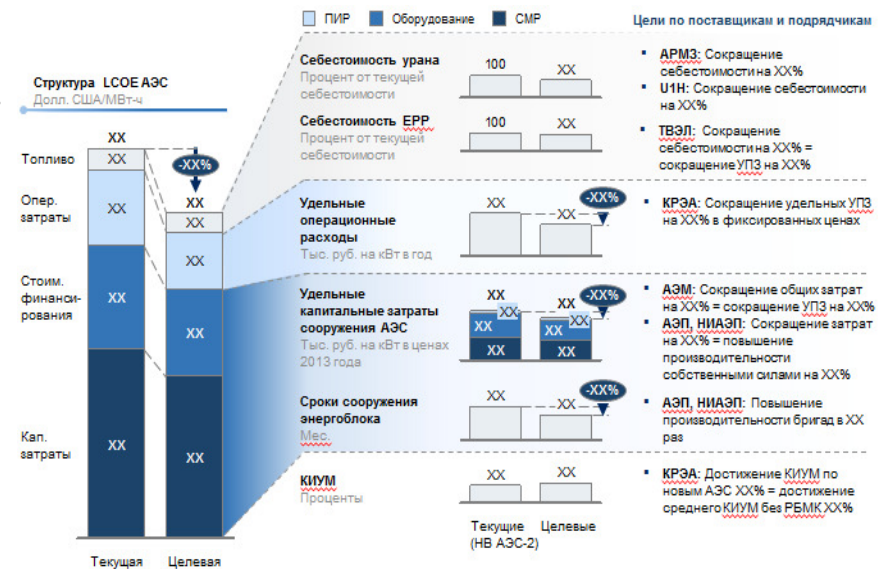 ПИР
Оборудование
СМР
Цели по поставщикам и подрядчикам
Структура LCOE АЭС
Долл. США/МВт-ч
XX
Топливо
XX
-XX%
XX
XX
Опер.
затраты
XX
XX
Стоим.
финанси-
рования
XX
XX
Кап.
затраты
XX
XX
Текущая
Целевая
Себестоимость урана
Процент от текущей
себестоимости
100
XX
АРМЗ: Сокращение
себестоимости на XX%
U1H: Сокращение себестоимости
на XX%
Себестоимость ЕРР
Процент от текущей
себестоимости
100
XX
ТВЭЛ: Сокращение
себестоимости на XX% =
сокращение УПЗ на XX%
Удельные
операционные
расходы
Тыс. руб. на кВт в год
XX
XX
-XX%
КРЭА: Сокращение удельных УПЗ
на XX% в фиксированных ценах
Удельные
капитальные затраты
сооружения АЭС
Тыс. руб. на кВт в ценах
2013 года
XX
XX
-XX%
XX
XX
XX
XX
XX
XX
АЭМ: Сокращение общих затрат
на XX% = сокращение УПЗ на XX%
АЭП, НИАЭП: Сокращение затрат
на XX% = повышение
производительности
собственными силами на XX%
Сроки сооружения
энергоблока
Мес.
XX
XX
-XX%
АЭП, НИАЭП: Повышение
производительности бригад в XX
раз
КИУМ
Проценты
XX
XX
КРЭА: Достижение КИУМ по
новым АЭС XX% = достижение
среднего КИУМ без РБМК XX%
Текущие
(НВ АЭС-2)
Целевые